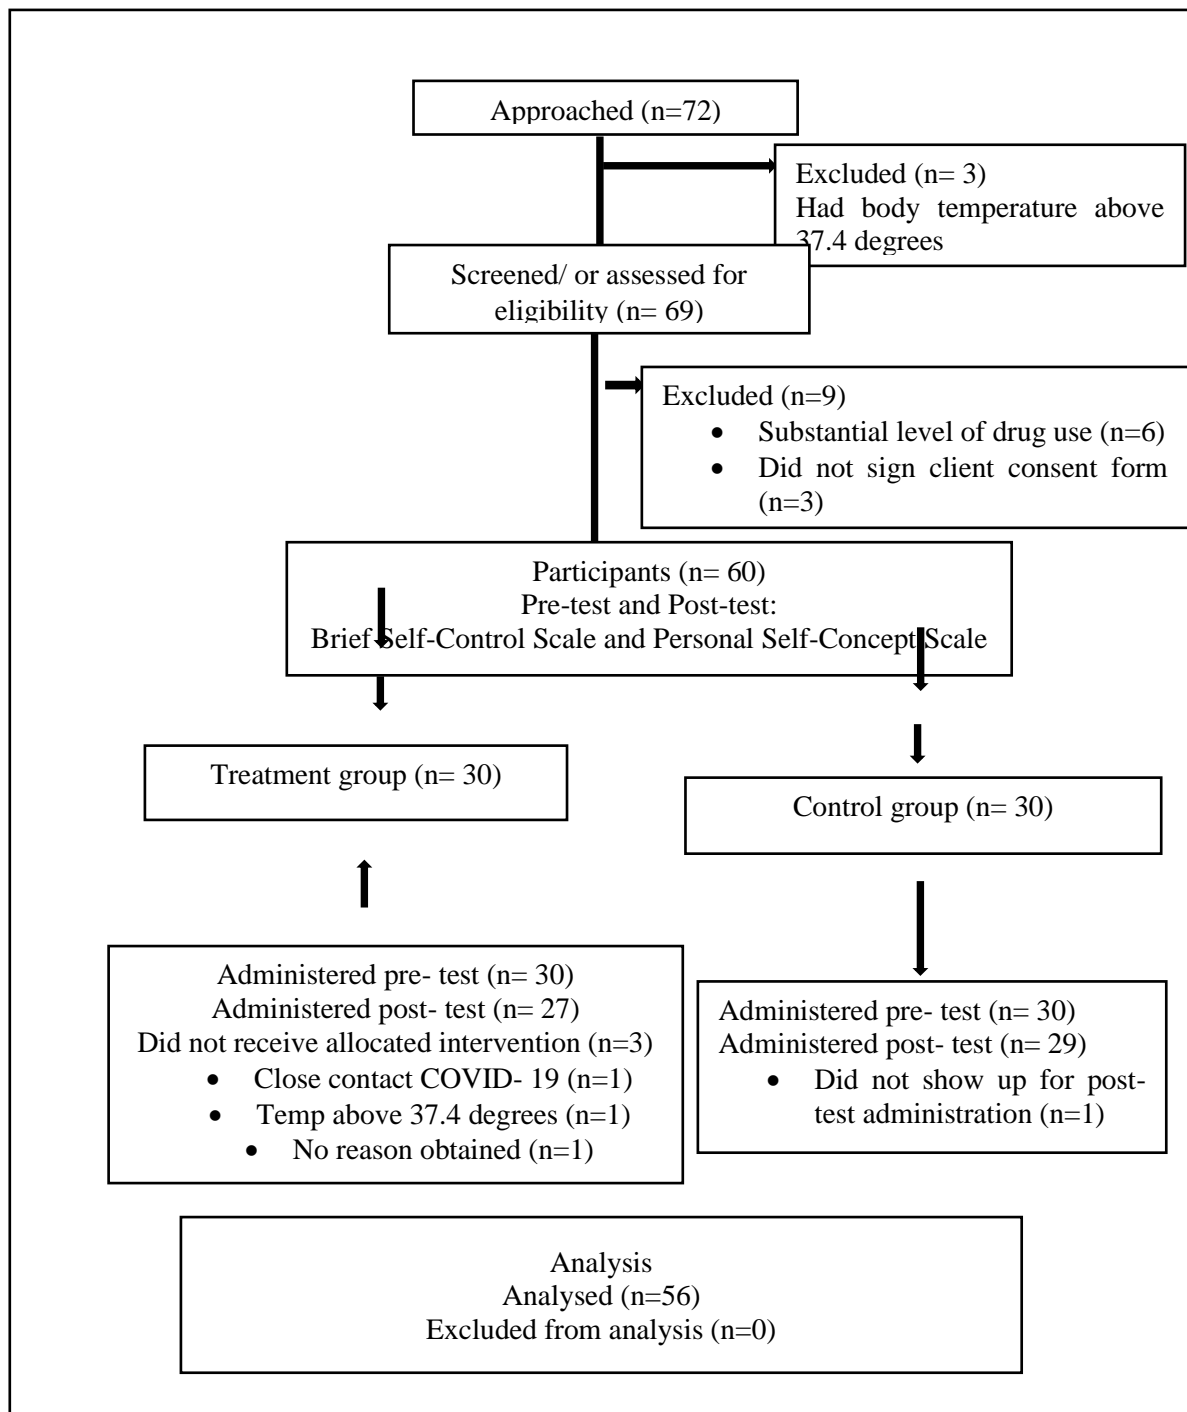 Approached (n=72)
Excluded (n= 3)
Had body temperature above
37.4 degrees
Screened/ or assessed for
eligibility (n= 69)
Excluded (n=9)
• Substantial level of drug use (n=6)
• Did not sign client consent form
(n=3)
Participants (n= 60)
Pre-test and Post-test:
Brief Self-Control Scale and Personal Self-Concept Scale
Treatment group (n= 30)
Control group (n= 30)
Administered pre- test (n= 30)
Administered post- test (n= 27)
Did not receive allocated intervention (n=3)
• Close contact COVID- 19 (n=1)
• Temp above 37.4 degrees (n=1)
• No reason obtained (n=1)
Administered pre- test (n= 30)
Administered post- test (n= 29)
• Did not show up for post-
test administration (n=1)
Analysis
Analysed (n=56)
Excluded from analysis (n=0)